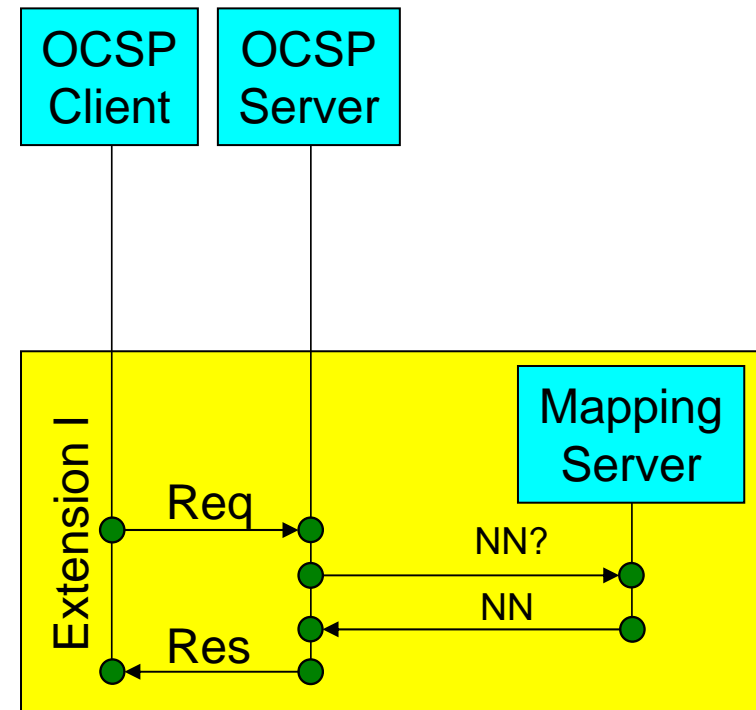 OCSP
Client
OCSP
Server
Mapping
Server
Extension I
Req
NN?
NN
Res